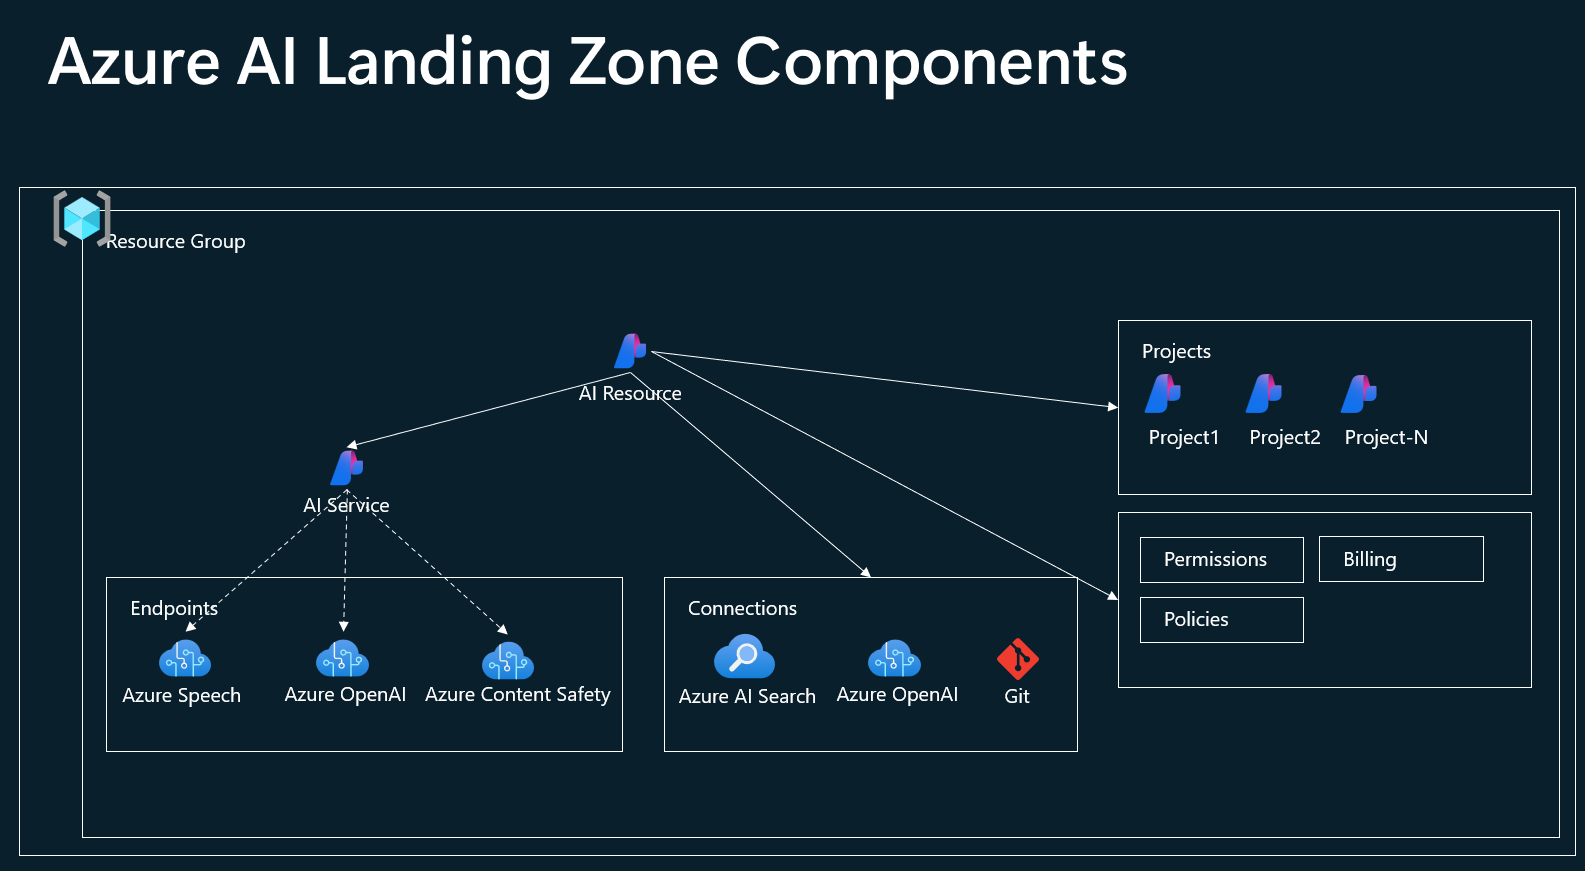 Azure AI Landing Zone Components
Resource Group
AI Resource
AI Service
Projects
Project1
Project2
Project-N
Permissions
Billing
Policies
Endpoints
Azure Speech
Azure OpenAI
Azure Content Safety
Connections
Azure AI Search
Azure OpenAI
Git